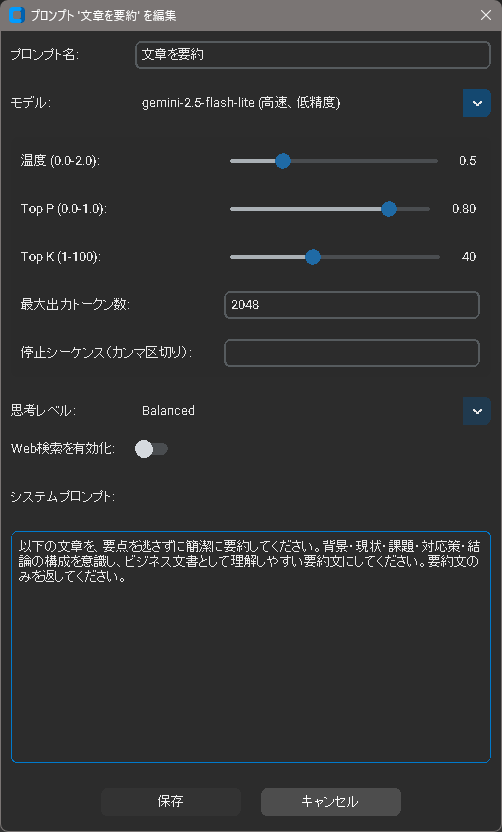 プロンプト '文章を要約' を編集
プロンプト名: 文章を要約
モデル: gemini-2.5-flash-lite (高速、低精度)
温度 (0.0-2.0): 0.5
Top P (0.0-1.0): 0.80
Top K (1-100): 40
最大出力トークン数: 2048
停止シーケンス(カンマ区切り):
思考レベル: Balanced
Web検索を有効化:
システムプロンプト:
以下の文章を、要点を逃さずに簡潔に要約してください。背景・現状・課題・対応策・結
論の構成を意識し、ビジネス文書として理解しやすい要約文にしてください。要約文の
みを返してください。
保存 キャンセル